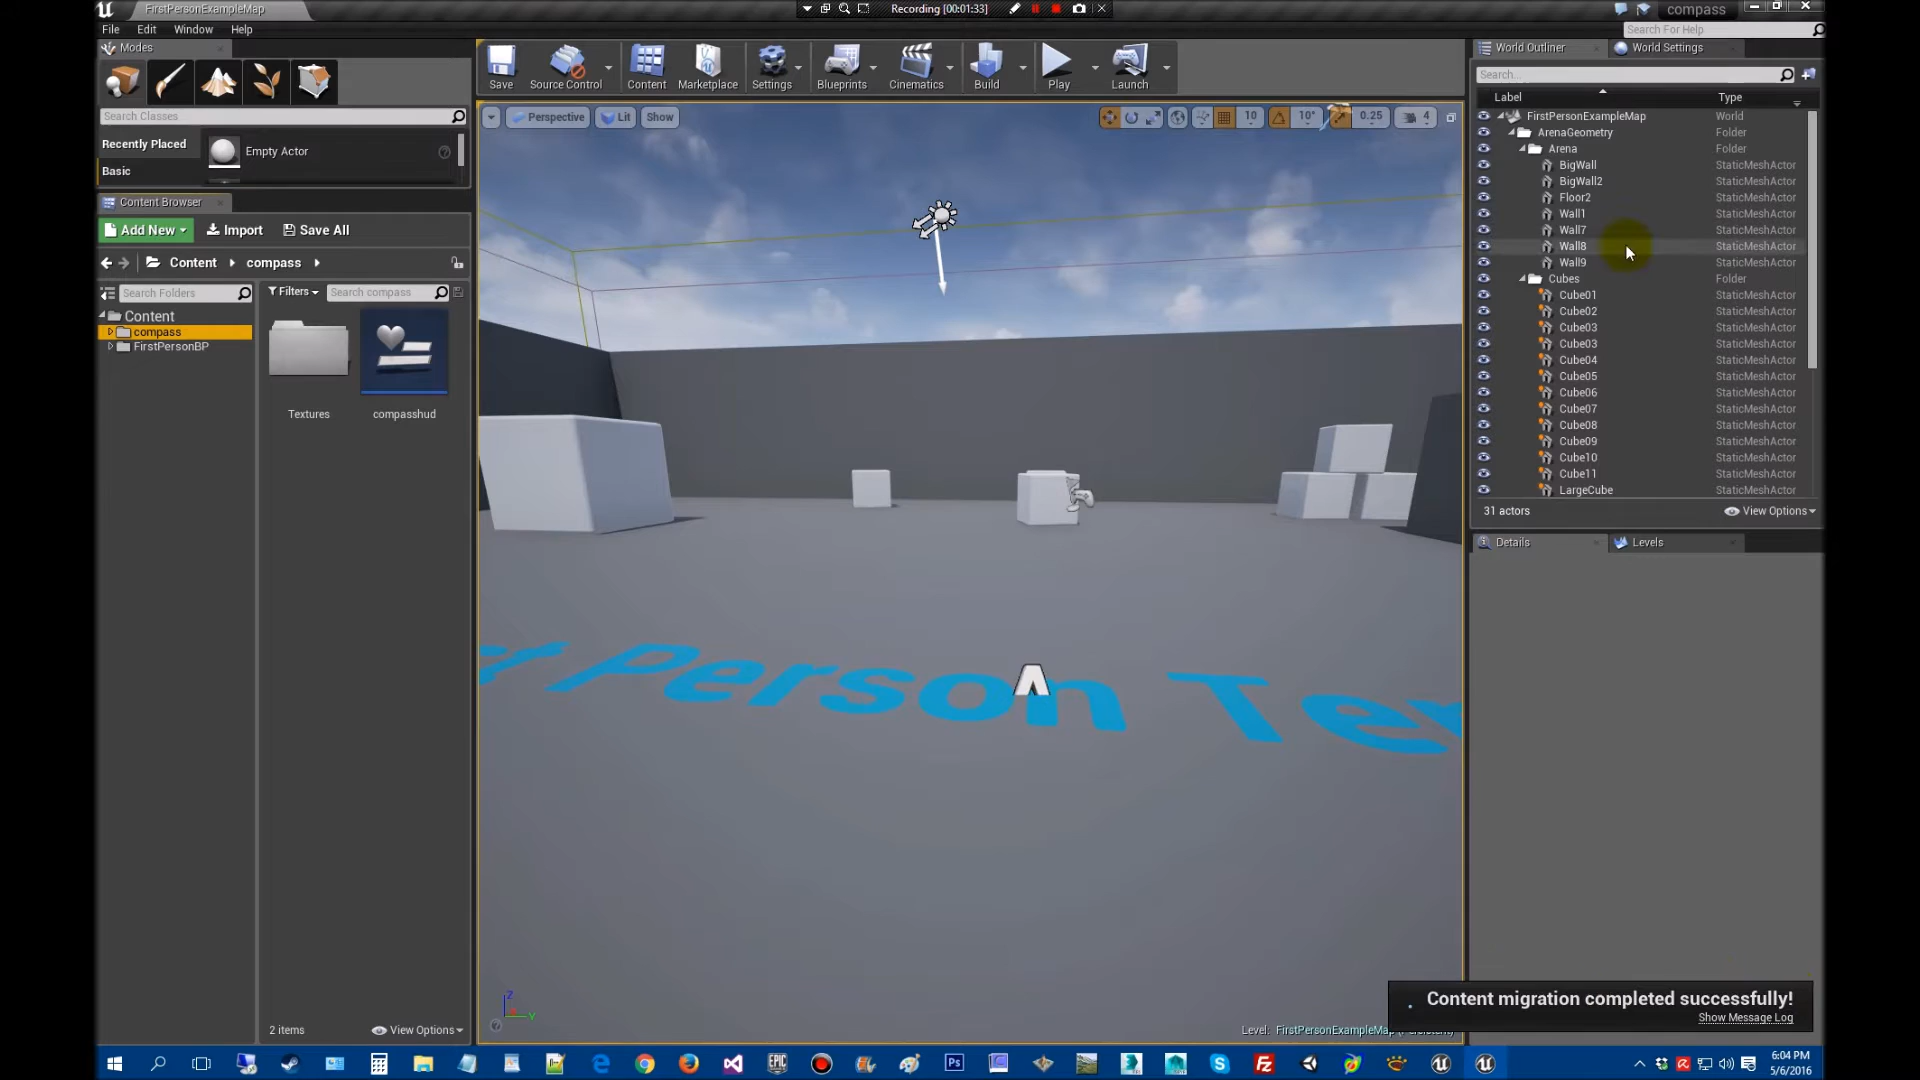 FirstPersonExampleMap
Recording [00:01:33]
compass
File Edit Window Help
Search For Help
Modes
Search Classes
Recently Placed
Basic
Empty Actor
Save
Source Control
Content
Marketplace
Settings
Blueprints
Cinematics
Build
Play
Launch
World Outliner
World Settings
Search...
Label Type
FirstPersonExampleMap World
ArenaGeometry Folder
Arena Folder
BigWall StaticMeshActor
BigWall2 StaticMeshActor
Floor2 StaticMeshActor
Wall1 StaticMeshActor
Wall7 StaticMeshActor
Wall8 StaticMeshActor
Wall9 StaticMeshActor
Cubes Folder
Cube01 StaticMeshActor
Cube02 StaticMeshActor
Cube03 StaticMeshActor
Cube03 StaticMeshActor
Cube04 StaticMeshActor
Cube05 StaticMeshActor
Cube06 StaticMeshActor
Cube07 StaticMeshActor
Cube08 StaticMeshActor
Cube09 StaticMeshActor
Cube10 StaticMeshActor
Cube11 StaticMeshActor
LargeCube StaticMeshActor
31 actors
View Options
Details
Levels
Content Browser
Add New
Import
Save All
Content
compass
Search Folders
Filters
Search compass
Content
compass
FirstPersonBP
Textures
compasshud
2 items
View Options
Perspective
Lit
Show
10
10°
0.25
4
Person
Z
Y
Level: FirstPersonExampleMap
Content migration completed successfully!
Show Message Log
6:04 PM
5/6/2016